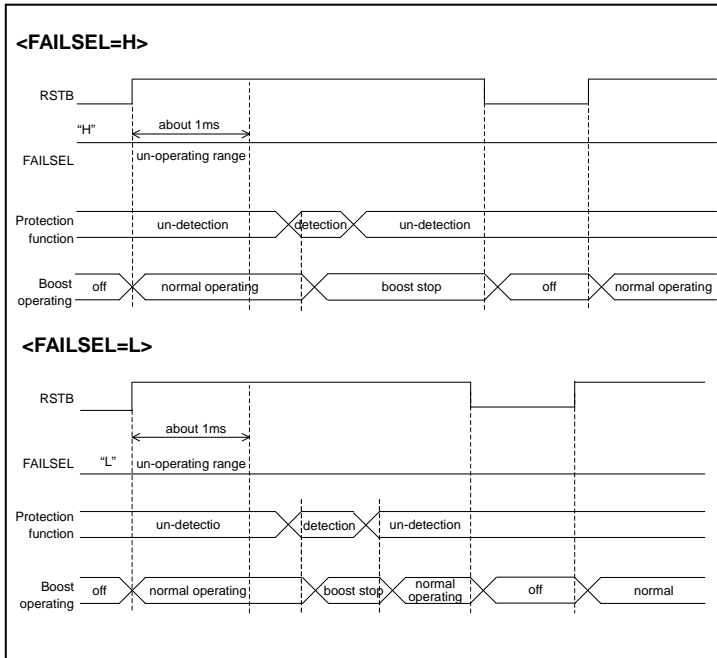 <FAILSEL=H>
RSTB
"H"
about 1ms
FAILSEL
un-operating range
Protection
function
un-detection
detection
un-detection
Boost
operating
off
normal operating
boost stop
off
normal operating
<FAILSEL=L>
RSTB
about 1ms
FAILSEL
"L"
un-operating range
Protection
function
un-detectio
detection
un-detection
Boost
operating
off
normal operating
boost stop
normal
operating
off
normal